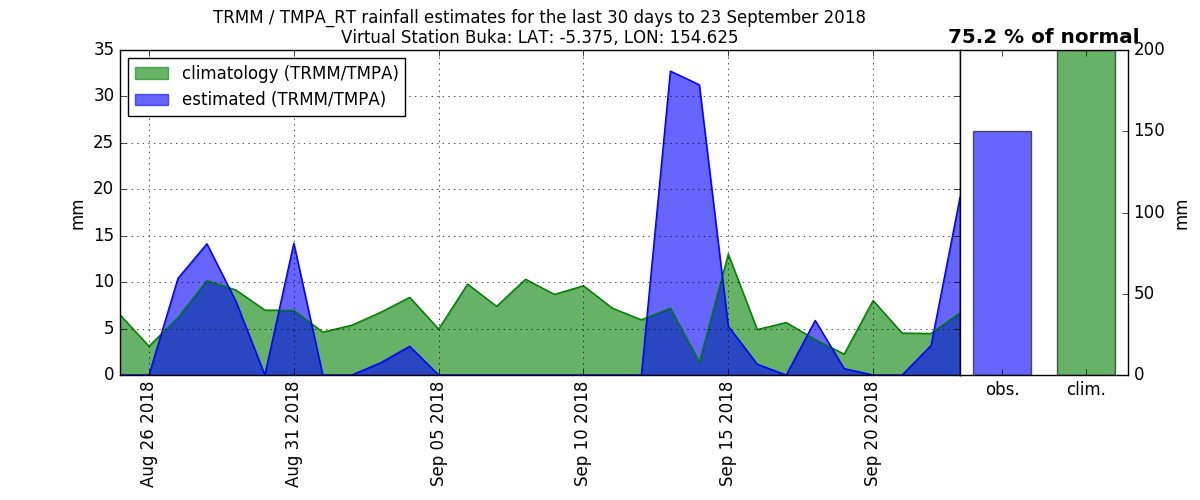 TRMM / TMPA_RT rainfall estimates for the last 30 days to 23 September 2018
Virtual Station Buka: LAT: -5.375, LON: 154.625
75.2 % of normal
climatology (TRMM/TMPA)
estimated (TRMM/TMPA)
35
30
25
20
15
10
5
0
mm
Aug 26 2018
Aug 31 2018
Sep 05 2018
Sep 10 2018
Sep 15 2018
Sep 20 2018
200
150
100
50
0
mm
obs.
clim.